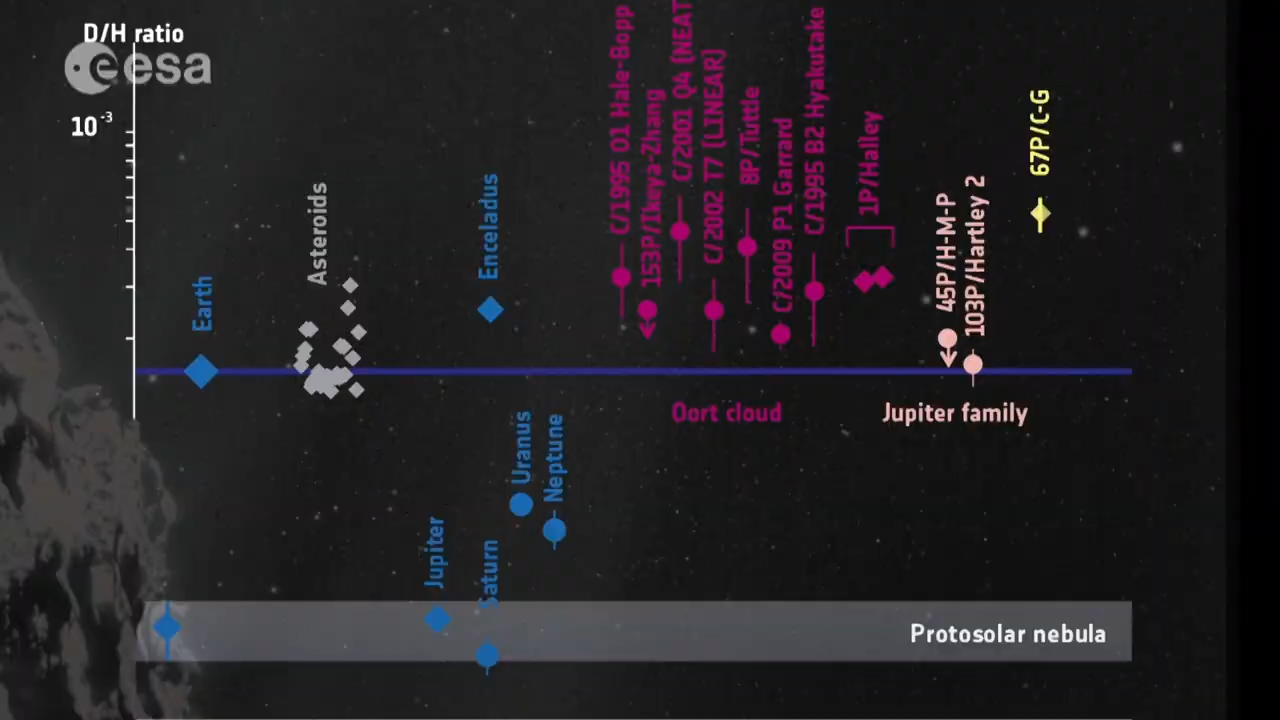 D/H ratio
esa
10-3
Earth
Asteroids
Enceladus
C/1995 O1 Hale-Bopp
153P/Ikeya-Zhang
C/2001 Q4 (NEAT
C/2002 T7 (LINEAR)
8P/Tuttle
C/2009 P1 Garrard
C/1995 B2 Hyakutake
1P/Halley
45P/H-M-P
103P/Hartley 2
67P/C-G
Oort cloud
Jupiter family
Uranus
Neptune
Jupiter
Saturn
Protosolar nebula